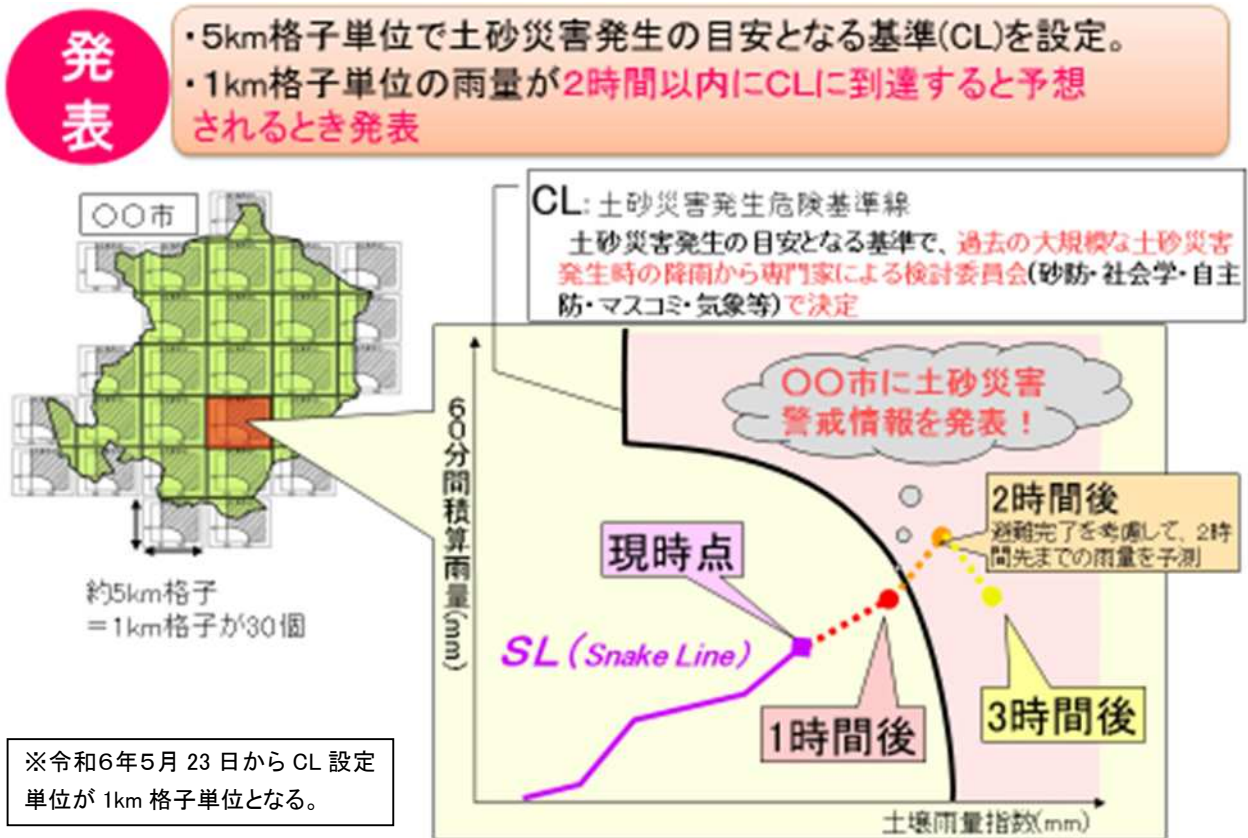 発
表
・5km格子単位で土砂災害発生の目安となる基準(CL)を設定。
・1km格子単位の雨量が2時間以内にCLに到達すると予想
されるとき発表
〇〇市
CL:土砂災害発生危険基準線
土砂災害発生の目安となる基準で、過去の大規模な土砂災害
発生時の降雨から専門家による検討委員会(砂防・社会学・自主
防・マスコミ・気象等)で決定
〇〇市に土砂災害
警戒情報を発表！
60分間積算雨量(mm)
2時間後
避難完了を考慮して、2時
間先までの雨量を予測
現時点
SL(Snake Line)
1時間後
3時間後
土壌雨量指数(mm)
約5km格子
＝1km格子が30個
※令和6年5月 23 日から CL 設定
単位が 1km 格子単位となる。